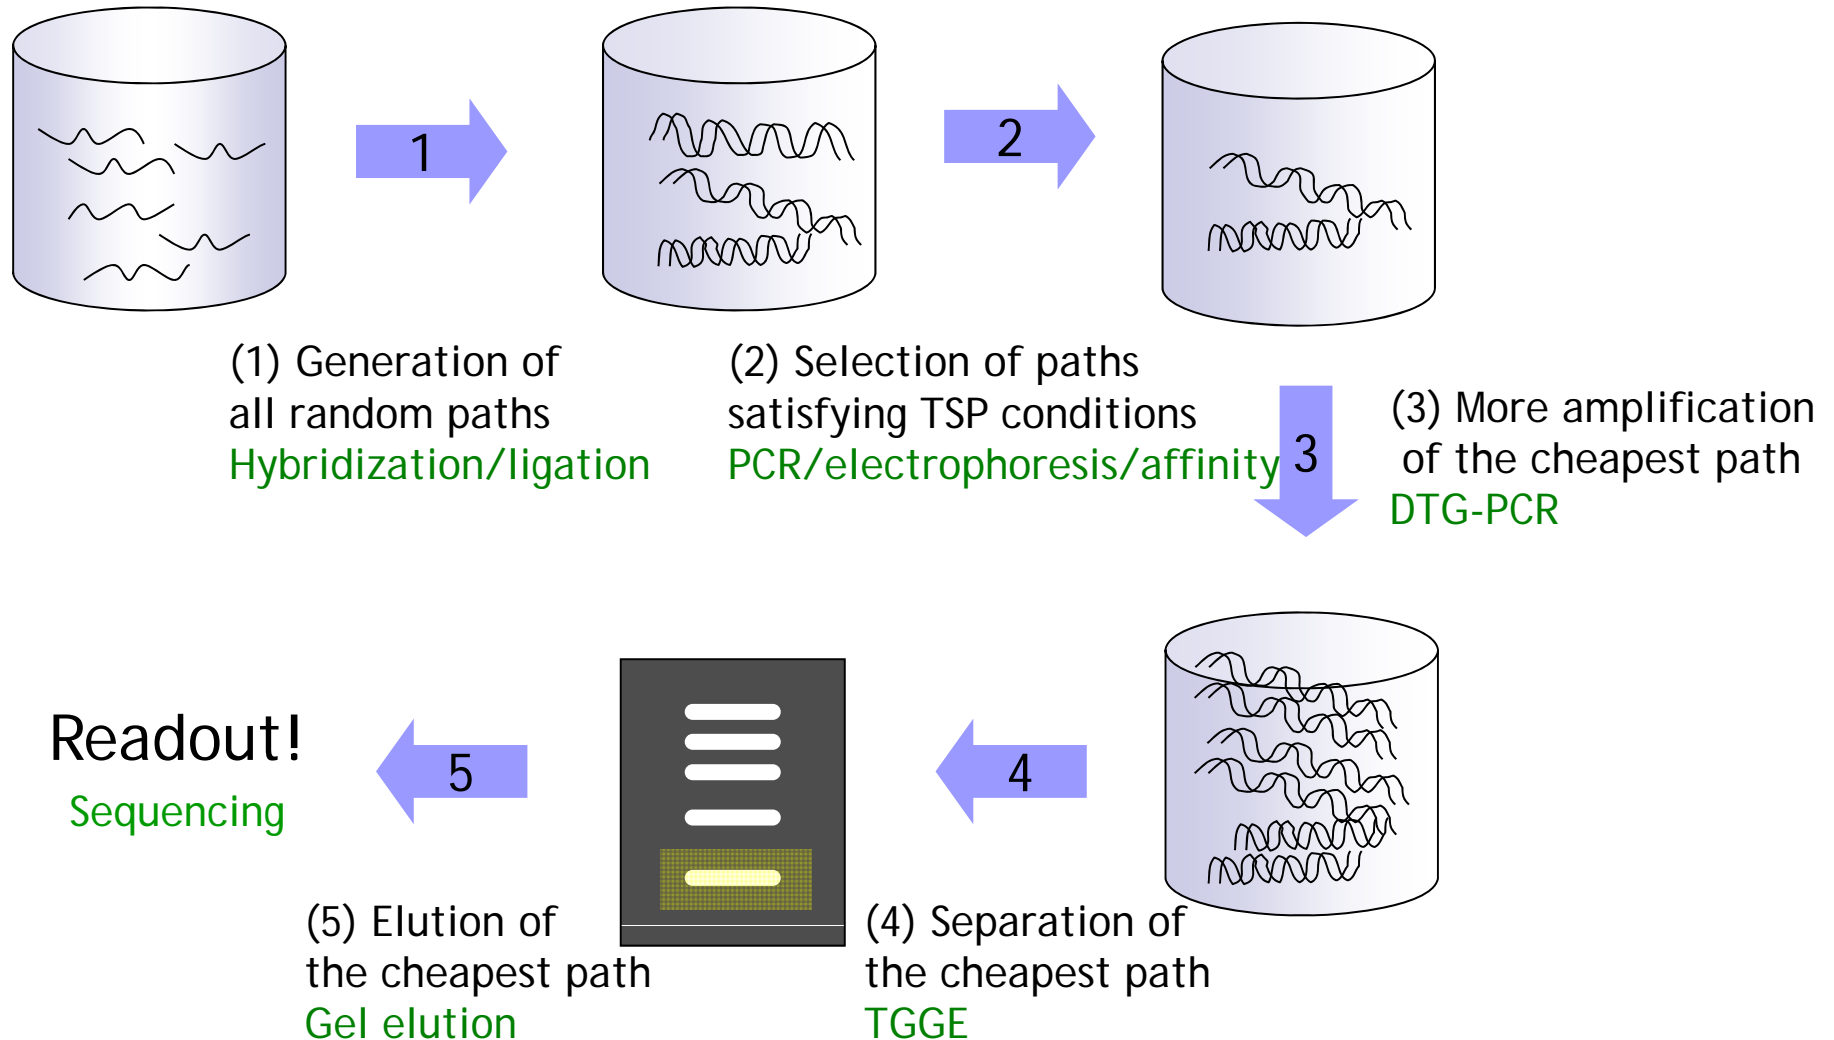 1
2
(1) Generation of
all random paths
Hybridization/ligation
(2) Selection of paths
satisfying TSP conditions
PCR/electrophoresis/affinity
3
(3) More amplification
of the cheapest path
DTG-PCR
Readout!
Sequencing
5
4
(5) Elution of
the cheapest path
Gel elution
(4) Separation of
the cheapest path
TGGE